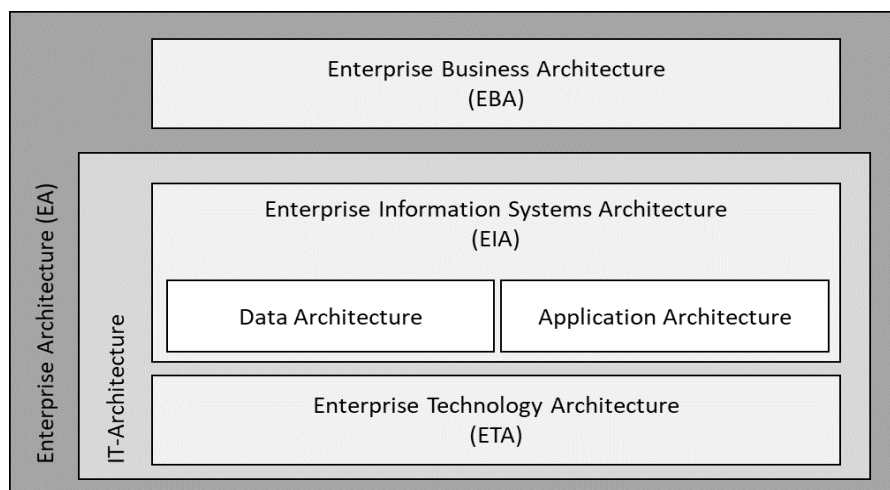 Enterprise Architecture (EA)
Enterprise Business Architecture
(EBA)
IT-Architecture
Enterprise Information Systems Architecture
(EIA)
Data Architecture
Application Architecture
Enterprise Technology Architecture
(ETA)